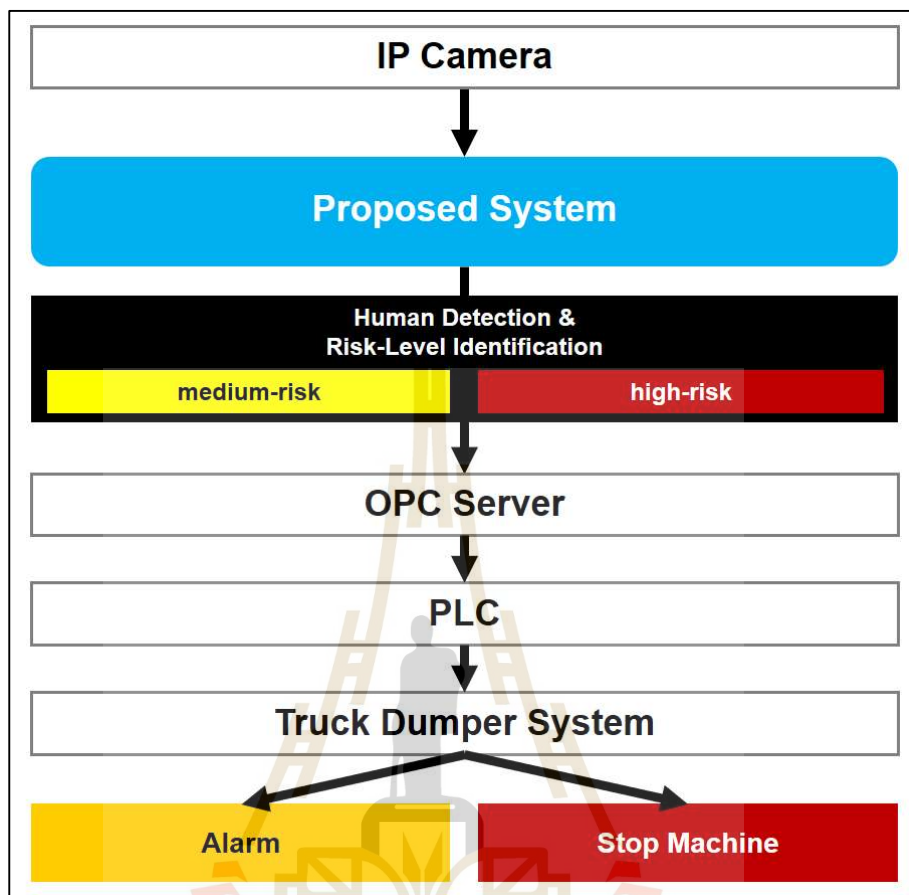 IP Camera
Proposed System
Human Detection &
Risk-Level Identification
medium-risk high-risk
OPC Server
PLC
Truck Dumper System
Alarm Stop Machine